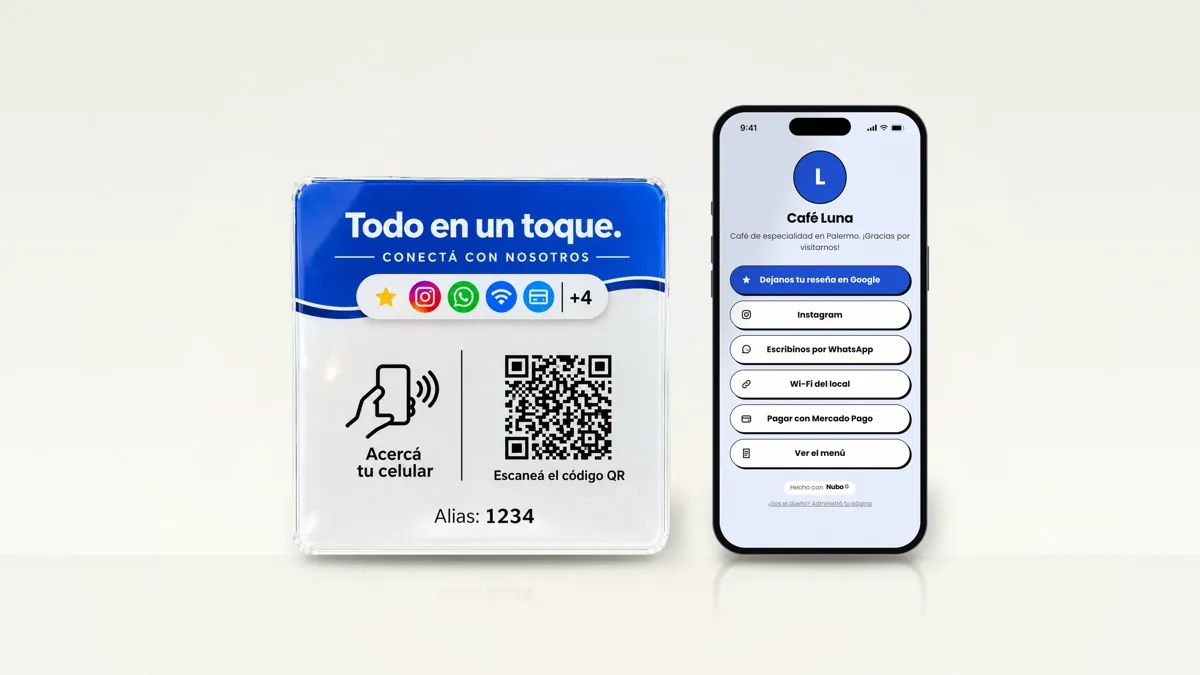 Todo en un toque.
CONECTÁ CON NOSOTROS
+4
Acercá
tu celular
Escaneá el código QR
Alias: 1234
9:41
L
Café Luna
Café de especialidad en Palermo. ¡Gracias por
visitarnos!
Dejanos tu reseña en Google
Instagram
Escribinos por WhatsApp
Wi-Fi del local
Pagar con Mercado Pago
Ver el menú
Hecho con Nubo
¿Sos el dueño? Administrá tu página